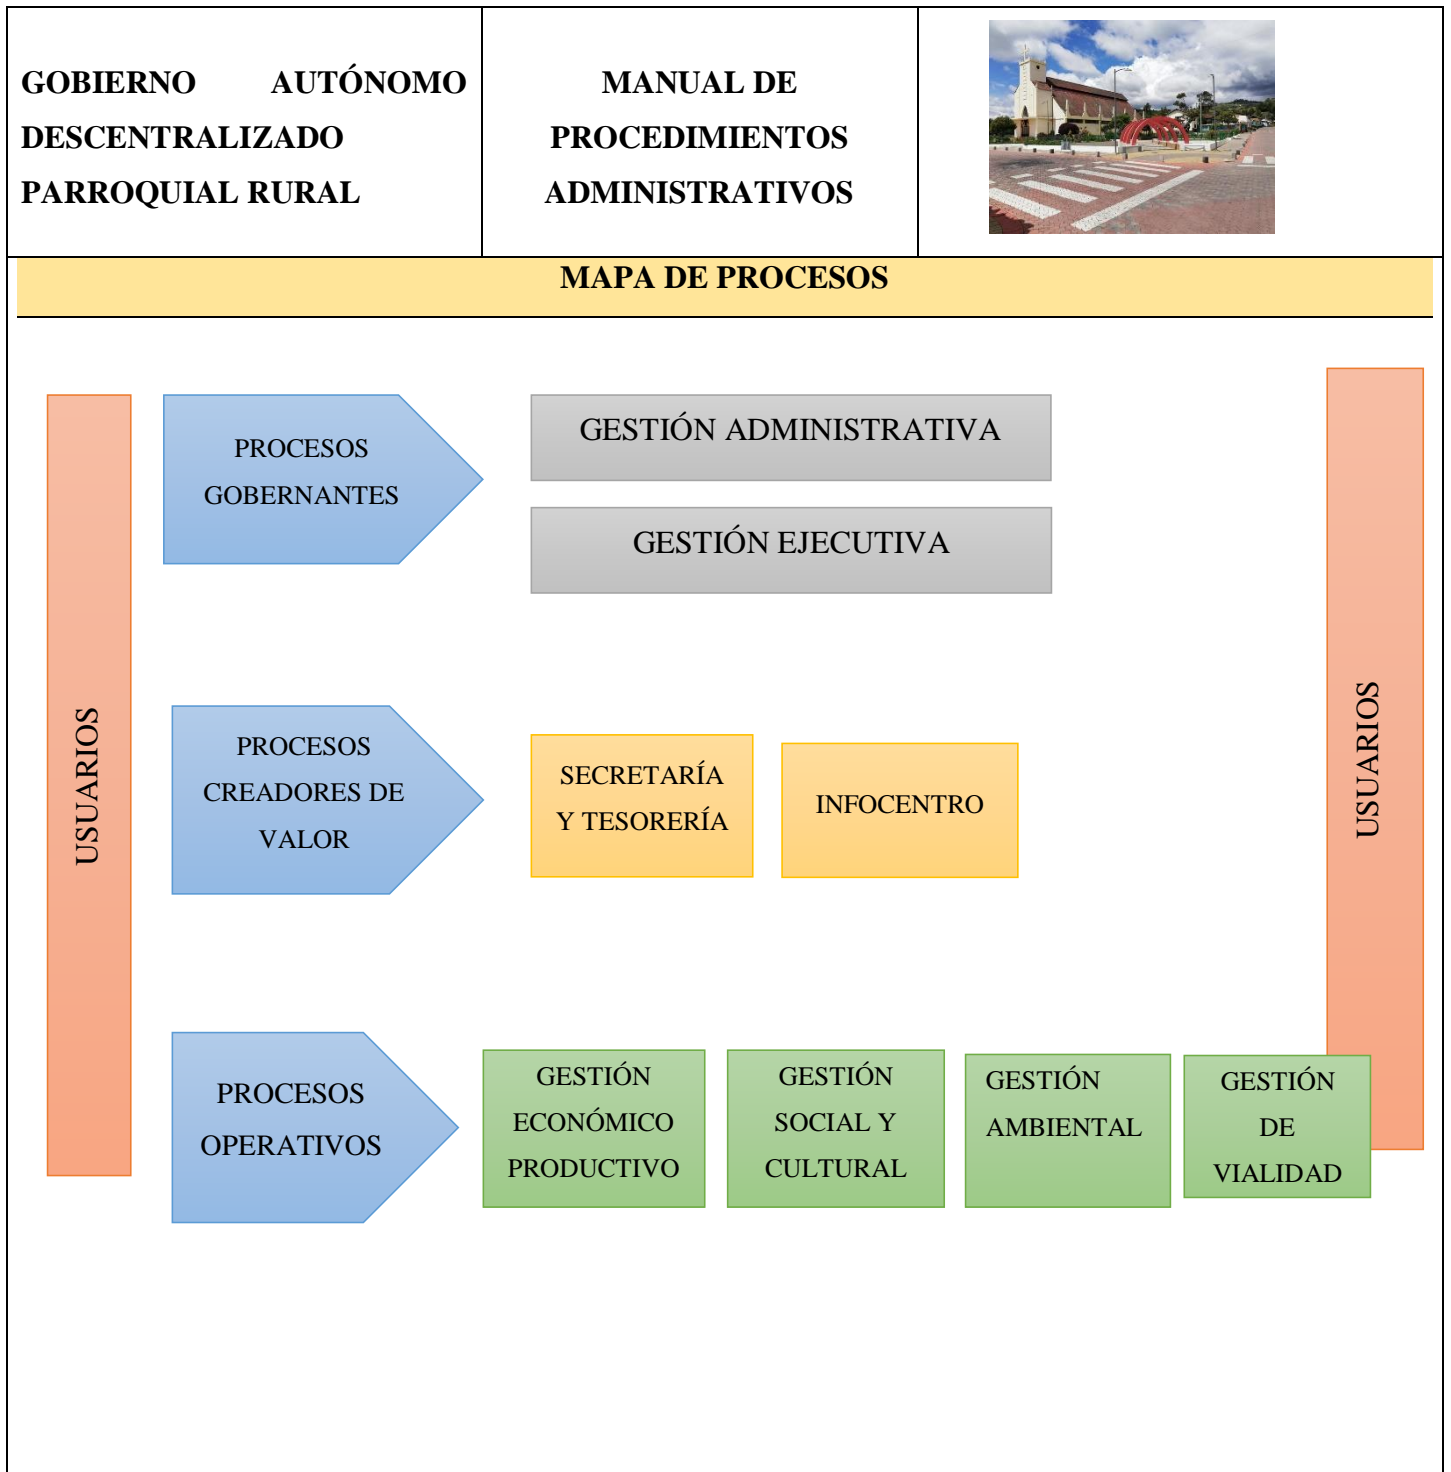 GOBIERNO AUTÓNOMO
DESCENTRALIZADO
PARROQUIAL RURAL
MANUAL DE
PROCEDIMIENTOS
ADMINISTRATIVOS
MAPA DE PROCESOS
USUARIOS
PROCESOS
GOBERNANTES
GESTIÓN ADMINISTRATIVA
GESTIÓN EJECUTIVA
PROCESOS
CREADORES DE
VALOR
SECRETARÍA
Y TESORERÍA
INFOCENTRO
PROCESOS
OPERATIVOS
GESTIÓN
ECONÓMICO
PRODUCTIVO
GESTIÓN
SOCIAL Y
CULTURAL
GESTIÓN
AMBIENTAL
GESTIÓN
DE
VIALIDAD
USUARIOS